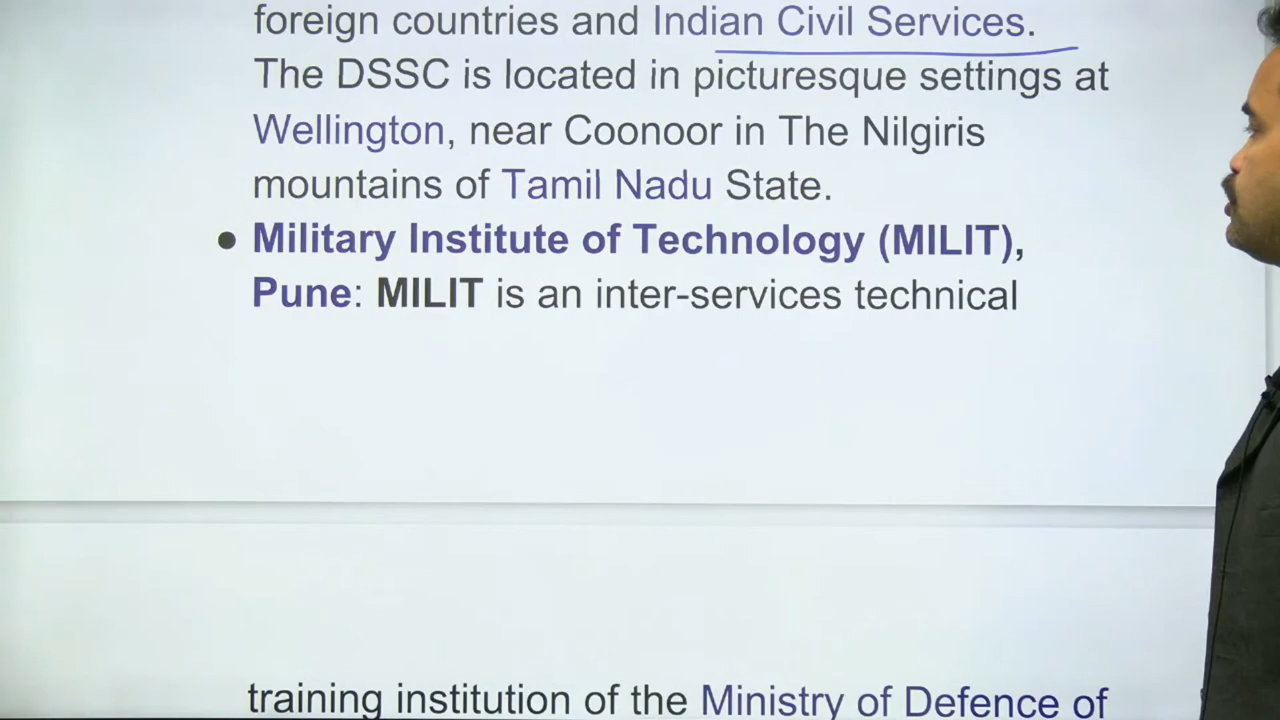 foreign countries and Indian Civil Services.
The DSSC is located in picturesque settings at
Wellington, near Coonoor in The Nilgiris
mountains of Tamil Nadu State.
● Military Institute of Technology (MILIT),
Pune: MILIT is an inter-services technical
training institution of the Ministry of Defence of